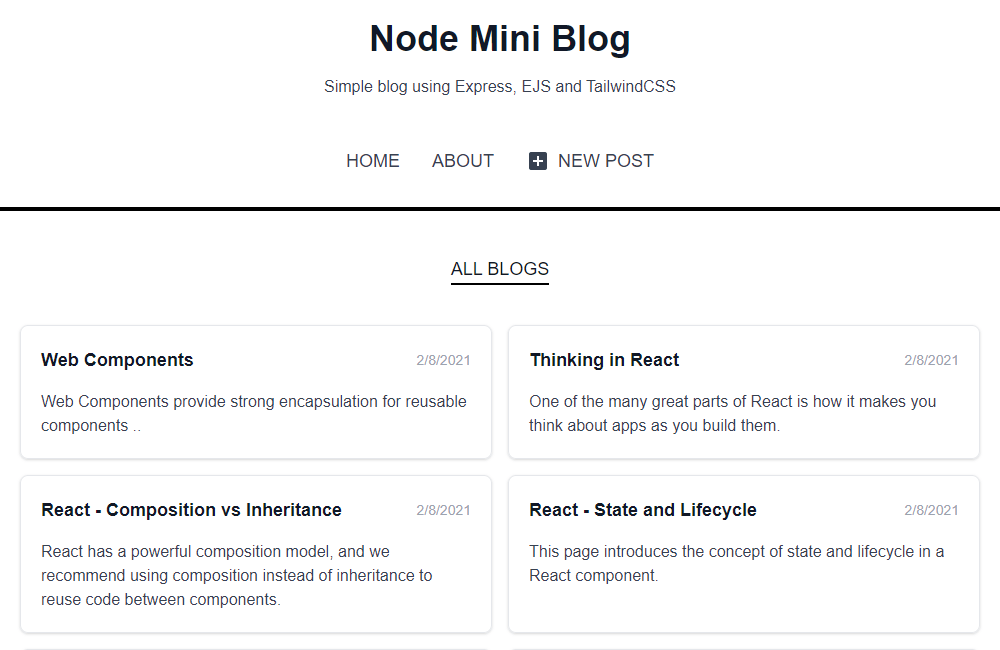 Node Mini Blog
Simple blog using Express, EJS and TailwindCSS
HOME ABOUT NEW POST
ALL BLOGS
Web Components 2/8/2021
Web Components provide strong encapsulation for reusable
components ..
Thinking in React 2/8/2021
One of the many great parts of React is how it makes you
think about apps as you build them.
React - Composition vs Inheritance 2/8/2021
React has a powerful composition model, and we
recommend using composition instead of inheritance to
reuse code between components.
React - State and Lifecycle 2/8/2021
This page introduces the concept of state and lifecycle in a
React component.